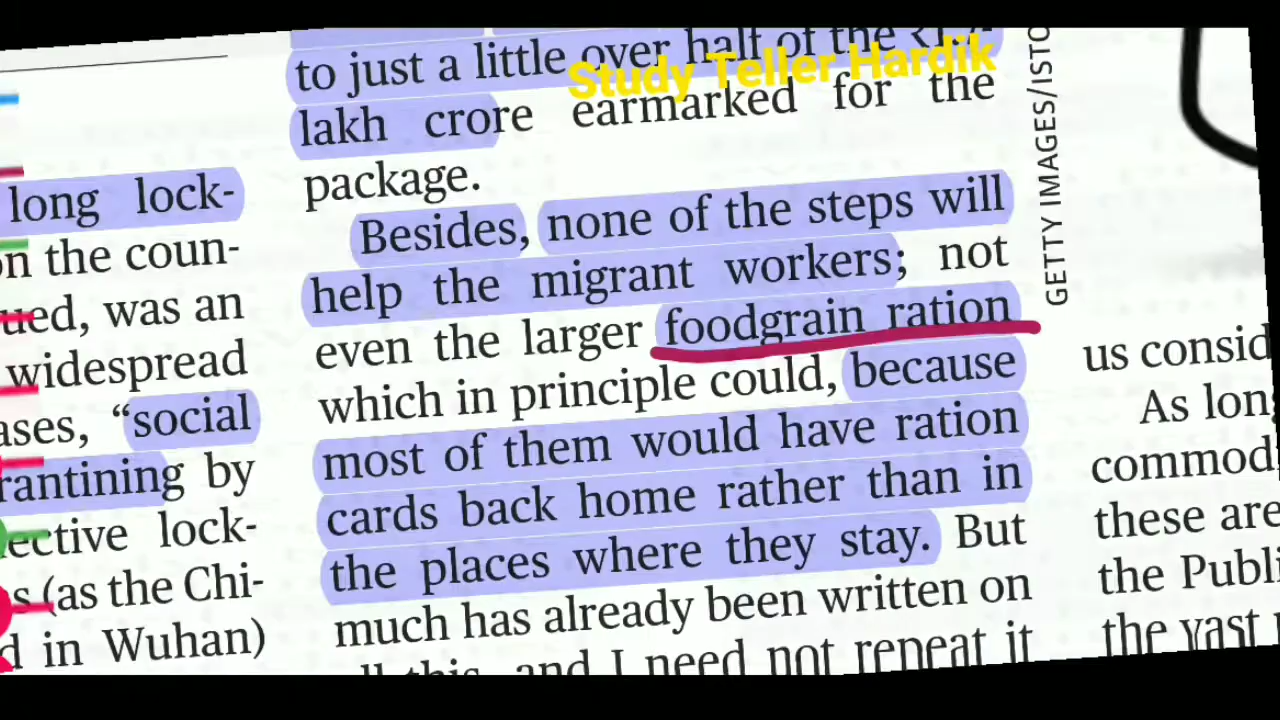 long lock-
on the coun-
ued, was an
widespread
ases, “social
rantining by
ective lock-
s (as the Chi-
d in Wuhan)
to just a little over half of the
lakh crore earmarked for the
package.
Besides, none of the steps will
help the migrant workers; not
even the larger foodgrain ration
which in principle could, because
most of them would have ration
cards back home rather than in
the places where they stay. But
much has already been written on
all this, and I need not repeat it
Study Teller Hardik
GETTY IMAGES/ISTO
us consid
As long
commod
these are
the Publi
the vast